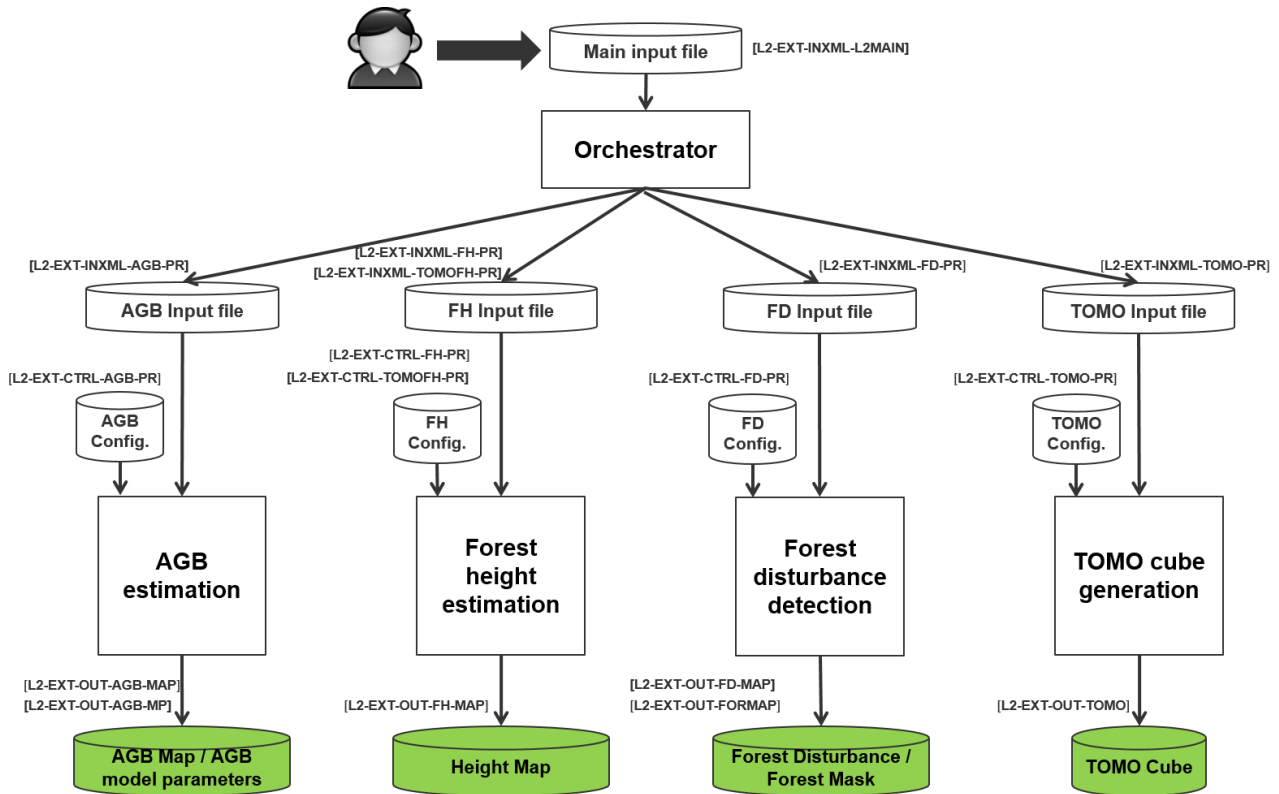 Main input file
[L2-EXT-INXML-L2MAIN]
Orchestrator
[L2-EXT-INXML-AGB-PR]
[L2-EXT-INXML-FH-PR]
[L2-EXT-INXML-TOMOFH-PR]
[L2-EXT-INXML-FD-PR]
[L2-EXT-INXML-TOMO-PR]
AGB Input file
FH Input file
FD Input file
TOMO Input file
[L2-EXT-CTRL-AGB-PR]
[L2-EXT-CTRL-FH-PR]
[L2-EXT-CTRL-TOMOFH-PR]
[L2-EXT-CTRL-FD-PR]
[L2-EXT-CTRL-TOMO-PR]
AGB
Config.
FH
Config.
FD
Config.
TOMO
Config.
AGB
estimation
Forest
height
estimation
Forest
disturbance
detection
TOMO cube
generation
[L2-EXT-OUT-AGB-MAP]
[L2-EXT-OUT-AGB-MP]
[L2-EXT-OUT-FH-MAP]
[L2-EXT-OUT-FD-MAP]
[L2-EXT-OUT-FORMAP]
[L2-EXT-OUT-TOMO]
AGB Map / AGB
model parameters
Height Map
Forest Disturbance /
Forest Mask
TOMO Cube